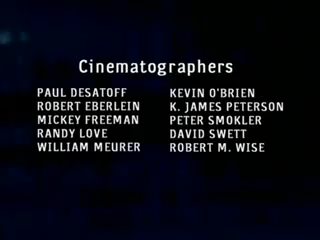 Cinematographers
PAUL DESATOFF
ROBERT EBERLEIN
MICKEY FREEMAN
RANDY LOVE
WILLIAM MEURER
KEVIN O'BRIEN
K. JAMES PETERSON
PETER SMOKLER
DAVID SWETT
ROBERT M. WISE